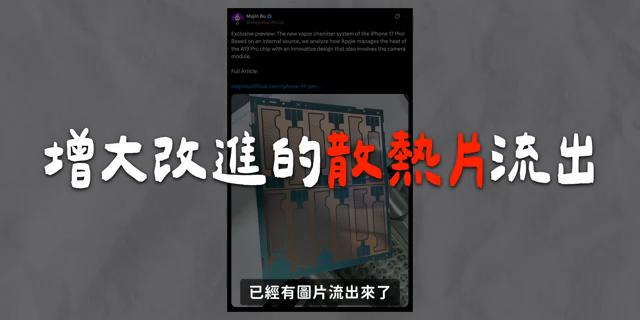 Majin Bu
Exclusive preview: The new vapor chamber system of the iPhone 17 Pro!
Based on an internal source, we analyze how Apple manages the heat of
the A19 Pro chip with an innovative design that also involves the camera
module.
Full Article:
增大改進的散熱片流出
已經有圖片流出來了